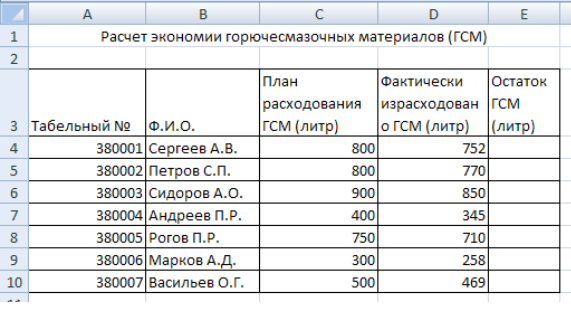 A B C D E
1 Расчет экономии горючесмазочных материалов (ГСМ)
2
План Фактически Остаток
расходования израсходован ГСМ
3 Табельный № Ф.И.О. ГСМ (литр) о ГСМ (литр) (литр)
4 380001 Сергеев А.В. 800 752
5 380002 Петров С.П. 800 770
6 380003 Сидоров А.О. 900 850
7 380004 Андреев П.Р. 400 345
8 380005 Рогов П.Р. 750 710
9 380006 Марков А.Д. 300 258
10 380007 Васильев О.Г. 500 469